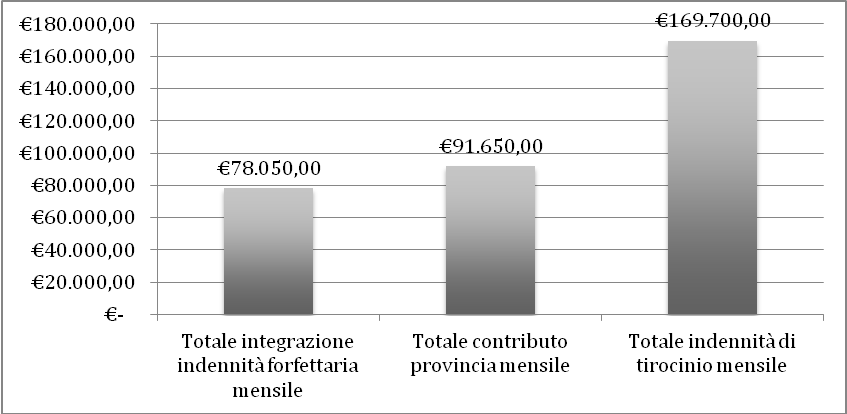 €180.000,00
€160.000,00
€140.000,00
€120.000,00
€100.000,00
€80.000,00
€60.000,00
€40.000,00
€20.000,00
€-
€78.050,00
€91.650,00
€169.700,00
Totale integrazione
indennità forfettaria
mensile
Totale contributo
provincia mensile
Totale indennità di
tirocinio mensile